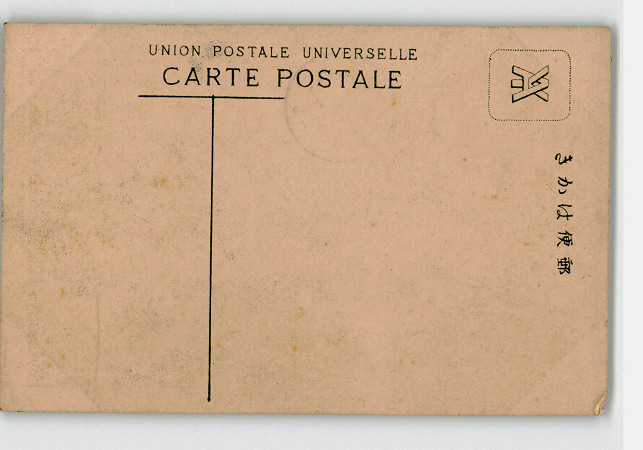 UNION POSTALE UNIVERSELLE
CARTE POSTALE
きかは便郵